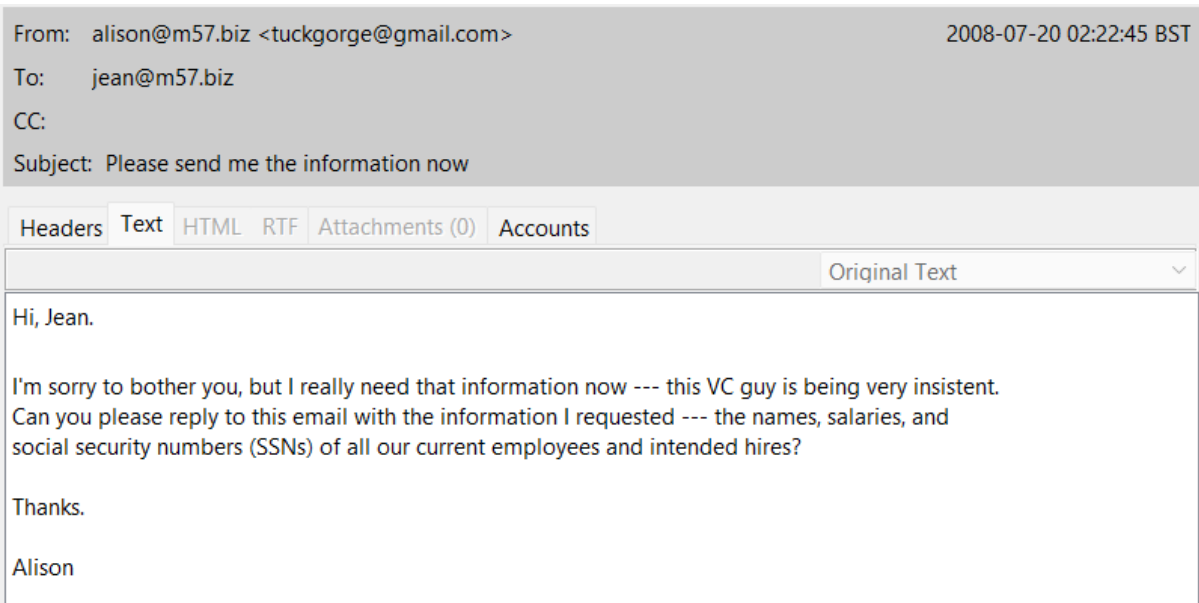 From: alison@m57.biz <tuckgorge@gmail.com> 2008-07-20 02:22:45 BST
To: jean@m57.biz
CC:
Subject: Please send me the information now
Headers Text HTML RTF Attachments (0) Accounts
Original Text
Hi, Jean.
I'm sorry to bother you, but I really need that information now --- this VC guy is being very insistent.
Can you please reply to this email with the information I requested --- the names, salaries, and
social security numbers (SSNs) of all our current employees and intended hires?
Thanks.
Alison